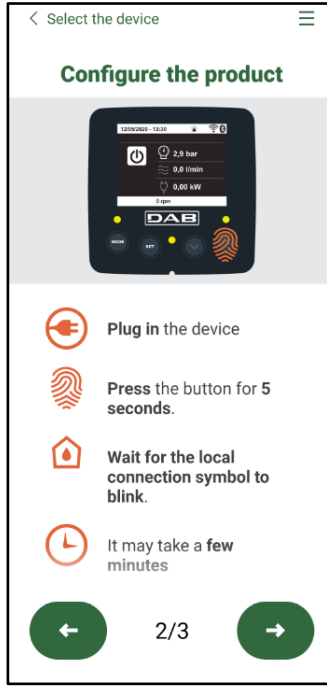 Select the device
Configure the product
12/05/2020 - 13:30
2,9 bar
0,0 l/min
0,00 kW
0 rpm
DAB
MODE
SET
Plug in the device
Press the button for 5
seconds.
Wait for the local
connection symbol to
blink.
It may take a few
minutes
2/3